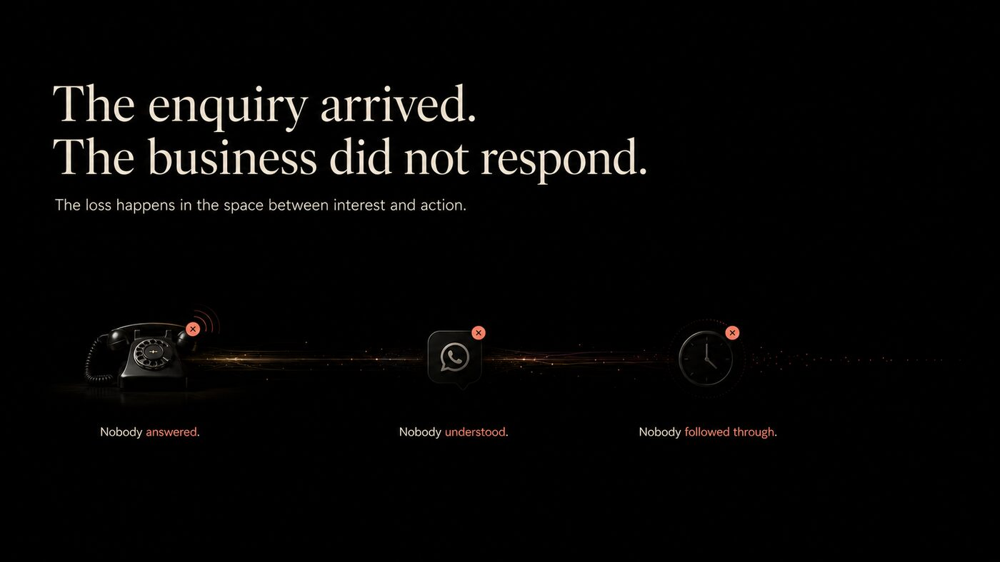 The enquiry arrived.
The business did not respond.
The loss happens in the space between interest and action.
Nobody answered.
Nobody understood.
Nobody followed through.